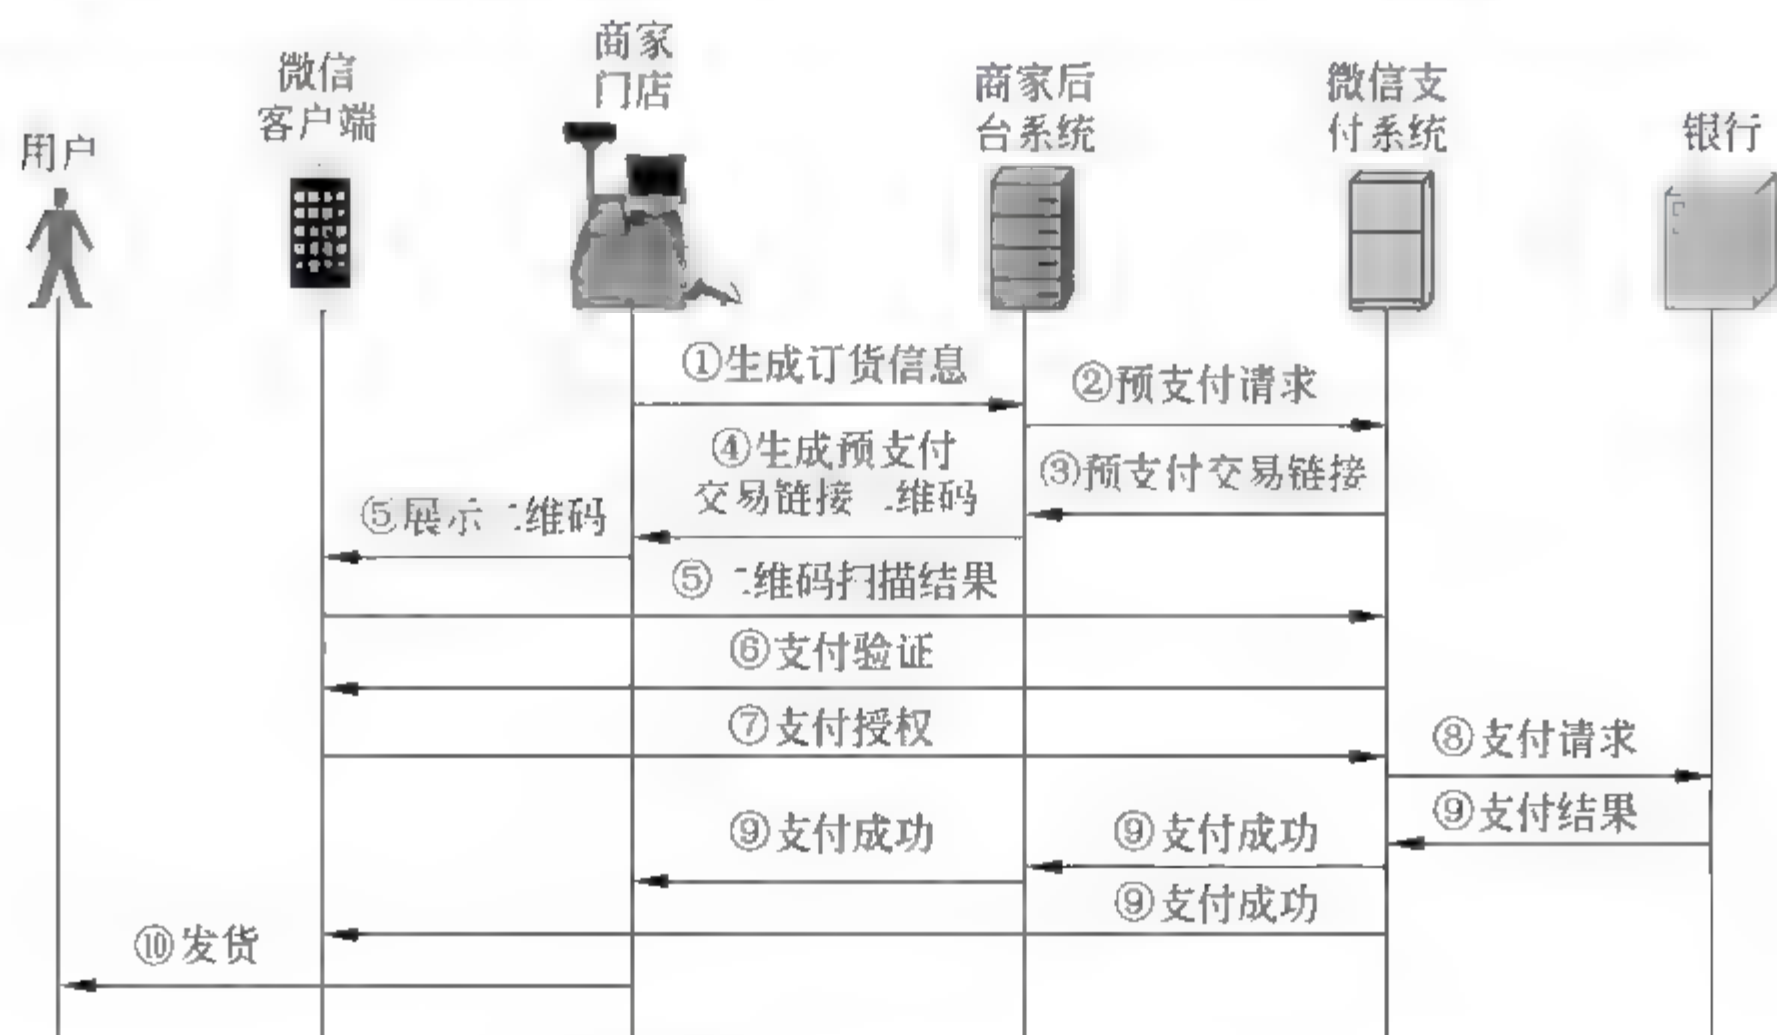 微信
客户端
商家
门店
商家后
台系统
微信支
付系统
用户
银行
①生成订货信息
②预支付请求
④生成预支付
交易链接二维码
③预支付交易链接
⑤展示二维码
⑤二维码扫描结果
⑥支付验证
⑦支付授权
⑧支付请求
⑨支付结果
⑨支付成功
⑨支付成功
⑨支付成功
⑩发货